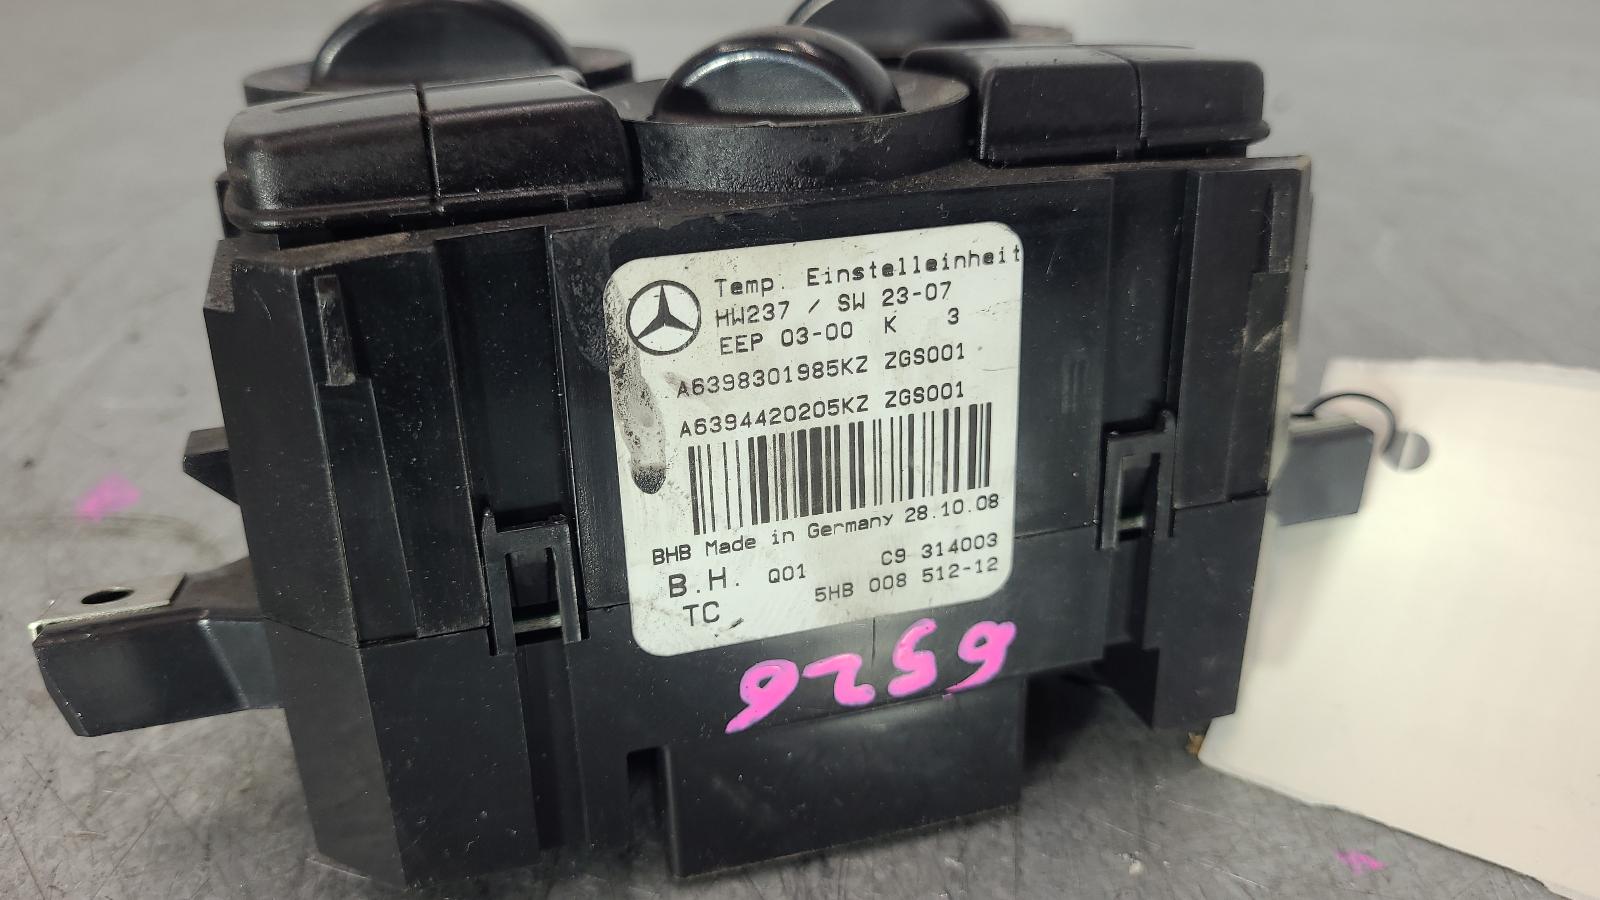 Temp. Einstelleinheit
HW237 / SW 23-07
EEP 03-00 K 3
A6398301985KZ ZGS001
A6394420205KZ ZGS001
BHB Made in Germany 28.10.08
B.H. Q01 C9 314003
TC 5HB 008 512-12
6526